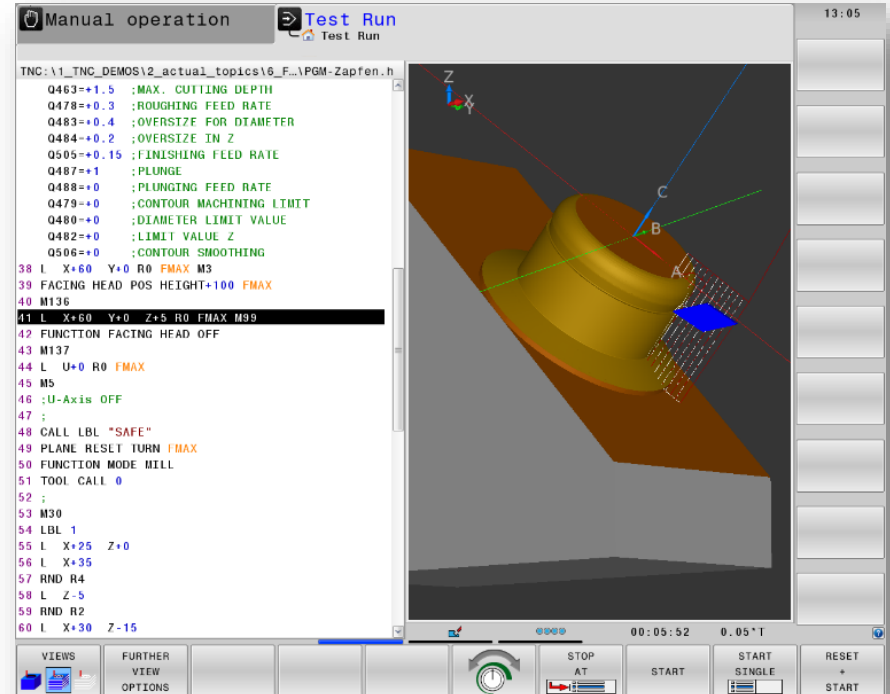 Manual operation
Test Run
Test Run
13:05
TNC:\1_TNC_DEMOS\2_actual_topics\6_F…\PGM-Zapfen.h
Q463=+1.5 ;MAX. CUTTING DEPTH
Q478=+0.3 ;ROUGHING FEED RATE
Q483=+0.4 ;OVERSIZE FOR DIAMETER
Q484=+0.2 ;OVERSIZE IN Z
Q505=+0.15 ;FINISHING FEED RATE
Q487=+1 ;PLUNGE
Q488=+0 ;PLUNGING FEED RATE
Q479=+0 ;CONTOUR MACHINING LIMIT
Q480=+0 ;DIAMETER LIMIT VALUE
Q482=+0 ;LIMIT VALUE Z
Q506=+0 ;CONTOUR SMOOTHING
38 L X+60 Y+0 R0 FMAX M3
39 FACING HEAD POS HEIGHT+100 FMAX
40 M136
41 L X+60 Y+0 Z+5 R0 FMAX M99
42 FUNCTION FACING HEAD OFF
43 M137
44 L U+0 R0 FMAX
45 M5
46 ;U-Axis OFF
47 ;
48 CALL LBL "SAFE"
49 PLANE RESET TURN FMAX
50 FUNCTION MODE MILL
51 TOOL CALL 0
52 ;
53 M30
54 LBL 1
55 L X+25 Z+0
56 L X+35
57 RND R4
58 L Z-5
59 RND R2
60 L X+30 Z-15
Z
X
Y
C
B
A
00:05:52 0.05*T
VIEWS
FURTHER
VIEW
OPTIONS
STOP
AT
START
START
SINGLE
RESET
+
START